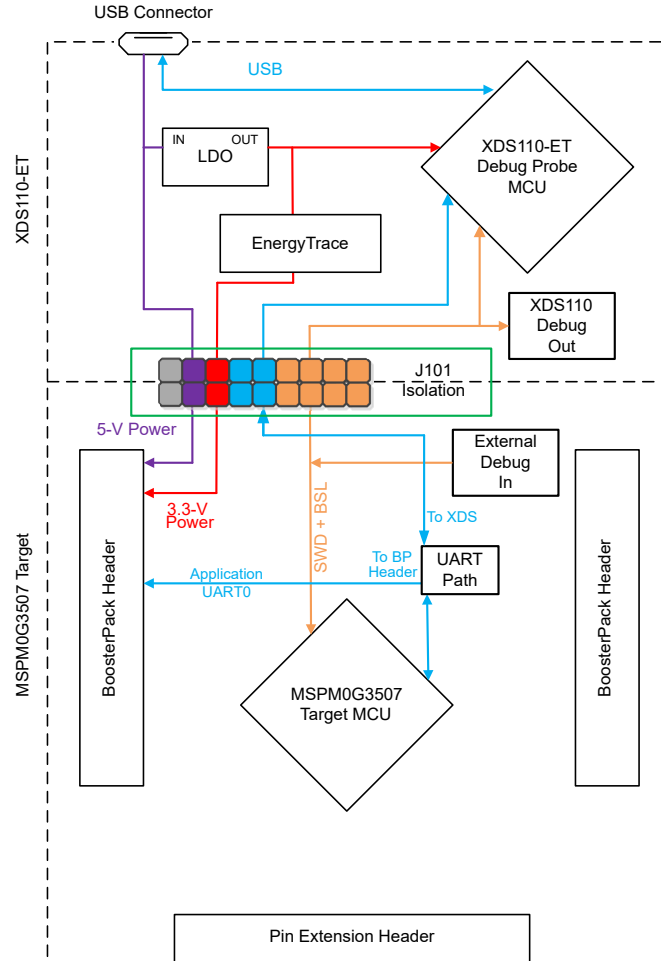 USB Connector
USB
IN
OUT
LDO
XDS110-ET
Debug Probe
MCU
XDS110-ET
EnergyTrace
XDS110
Debug
Out
J101
Isolation
5-V Power
External
Debug
In
3.3-V
Power
SWD + BSL
To XDS
To BP
Header
UART
Path
Application
UART0
MSPM0G3507 Target
BoosterPack Header
BoosterPack Header
MSPM0G3507
Target MCU
Pin Extension Header